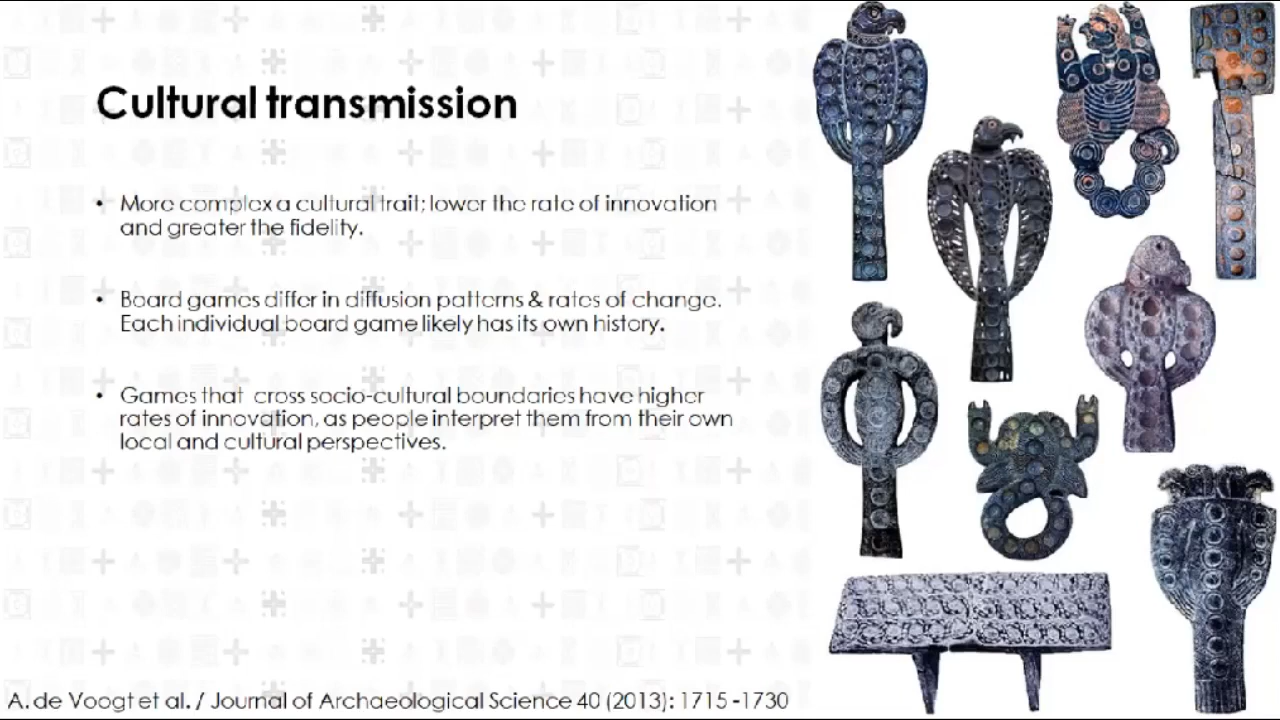 Cultural transmission
• More complex a cultural trait; lower the rate of innovation
and greater the fidelity.
• Board games differ in diffusion patterns & rates of change.
Each individual board game likely has its own history.
• Games that cross socio-cultural boundaries have higher
rates of innovation, as people interpret them from their own
local and cultural perspectives.
A. de Voogt et al. / Journal of Archaeological Science 40 (2013): 1715 -1730